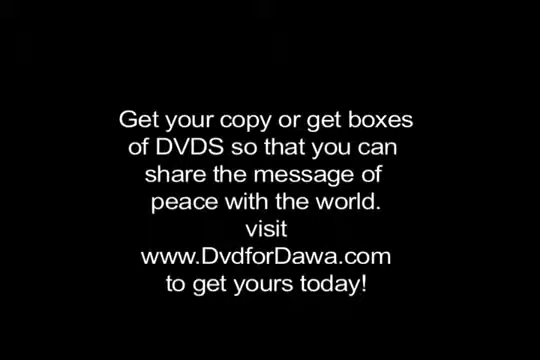 Get your copy or get boxes
of DVDS so that you can
share the message of
peace with the world.
visit
www.DvdforDawa.com
to get yours today!